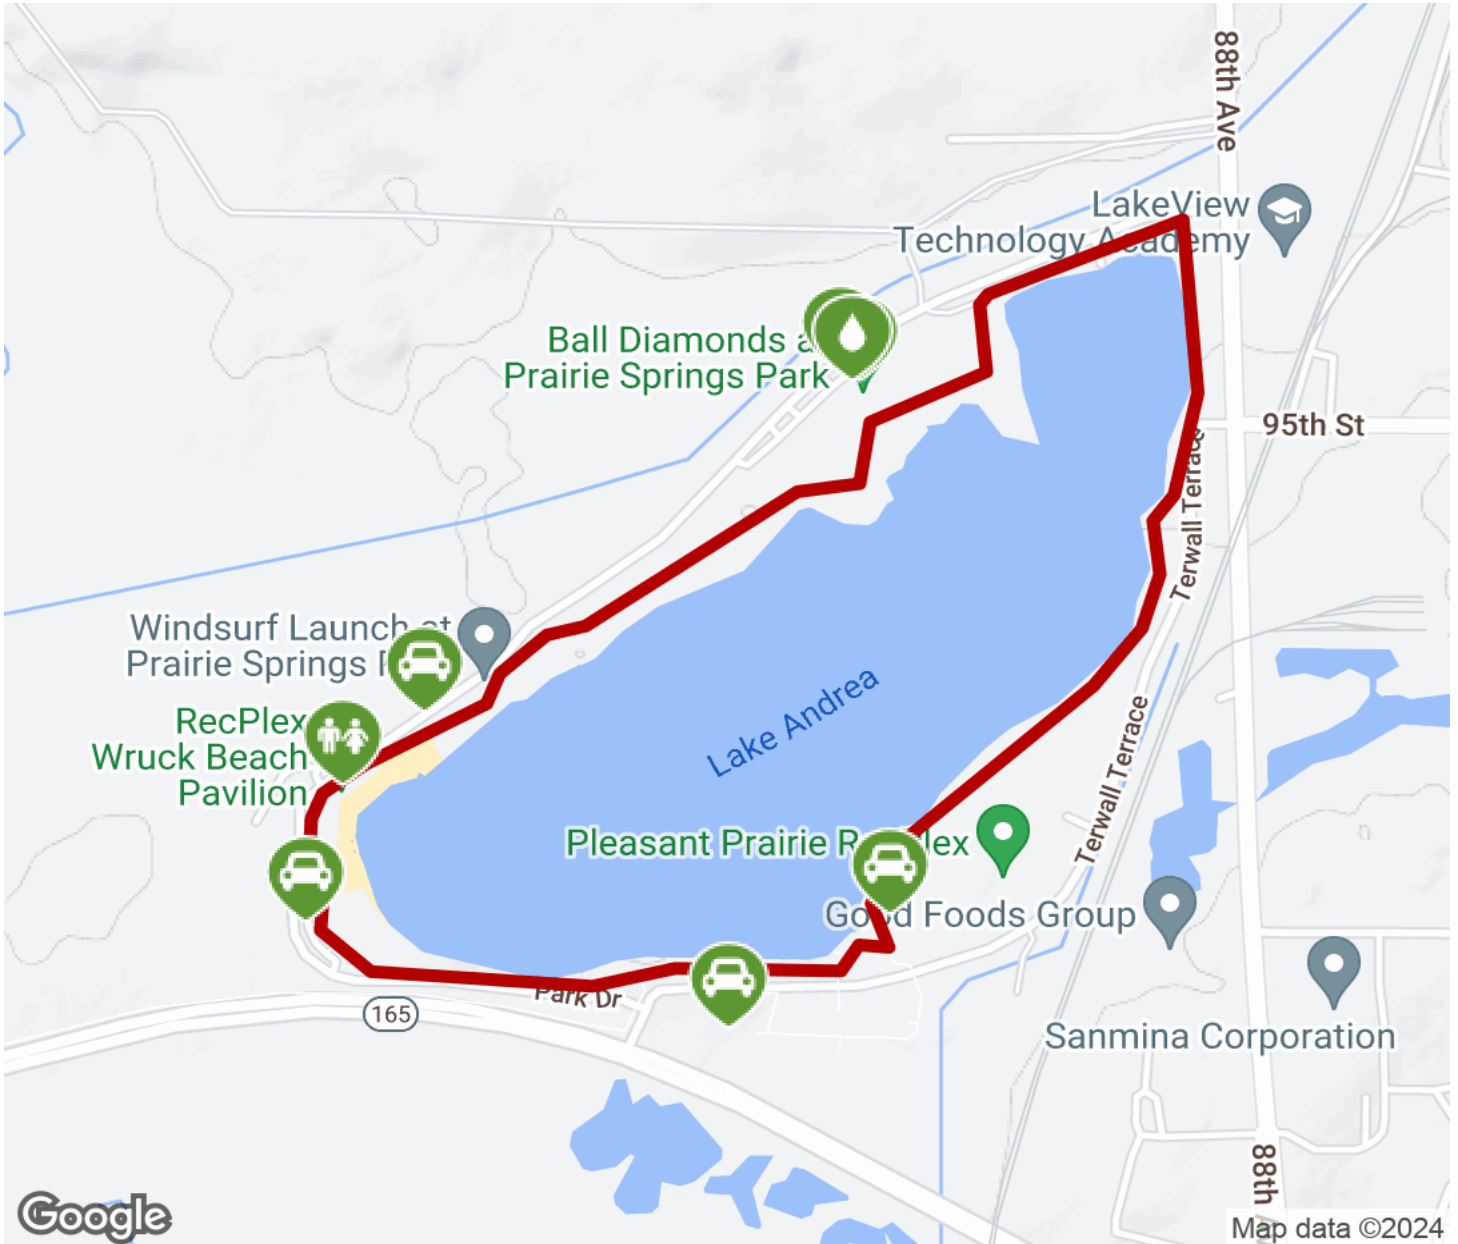 88th Ave
LakeView
Technology Academy
Ball Diamonds a
Prairie Springs Park
95th St
Terwall Terrace
Windsurf Launch at
Prairie Springs P
RecPlex
Wruck Beach
Pavilion
Lake Andrea
Terwall Terrace
Pleasant Prairie R lex
Good Foods Group
Park Dr
165
Sanmina Corporation
88th
Google
Map data ©2024